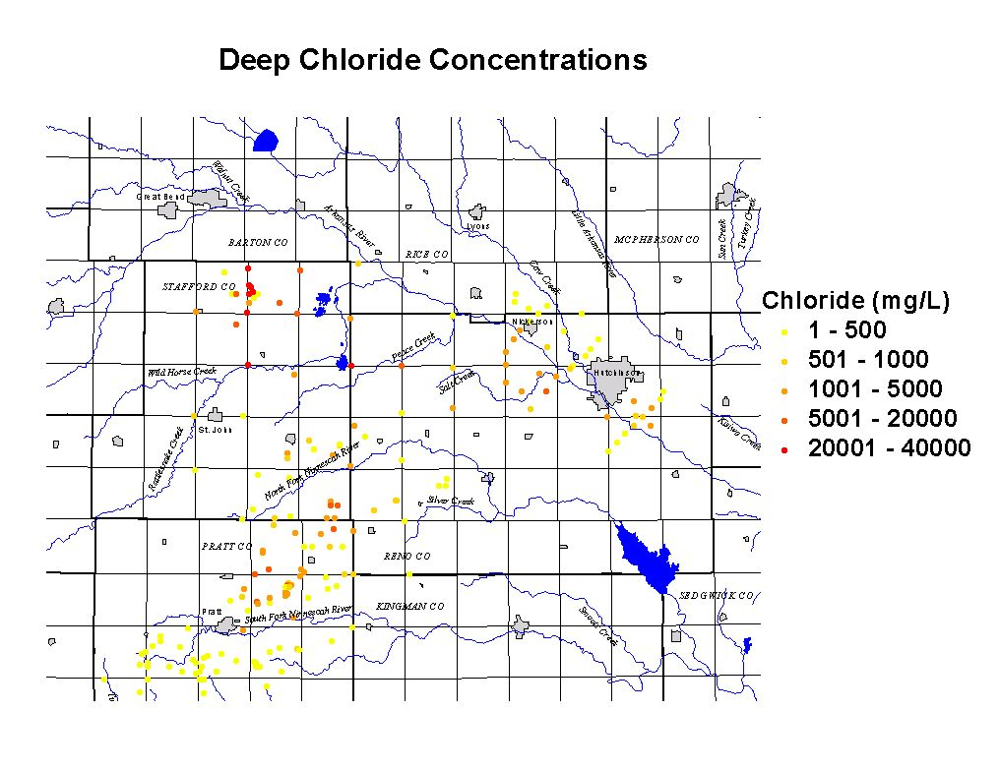 Deep Chloride Concentrations
Walnut Creek
Great Bend
Arkansas River
Lyons
Little Arkansas River
Sun Creek
Turkey Creek
BARTON CO
RICE CO
MCPHERSON CO
Cow Creek
STAFFORD CO
Chloride (mg/L)
1 - 500
501 - 1000
1001 - 5000
5001 - 20000
20001 - 40000
Nickerson
Peace Creek
Wild Horse Creek
Salt Creek
Hutchinson
St. John
Rattlesnake Creek
North Fork Ninnescah River
Silver Creek
PRATT CO
RENO CO
SEDGWICK CO
Pratt
South Fork Ninnescah River
KINGMAN CO
Smoots Creek